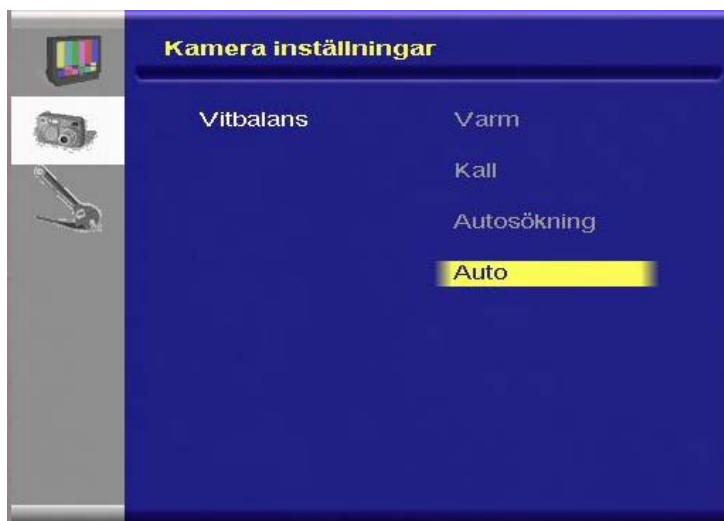 Kamera inställningar
Vitbalans Varm
Kall
Autosökning
Auto